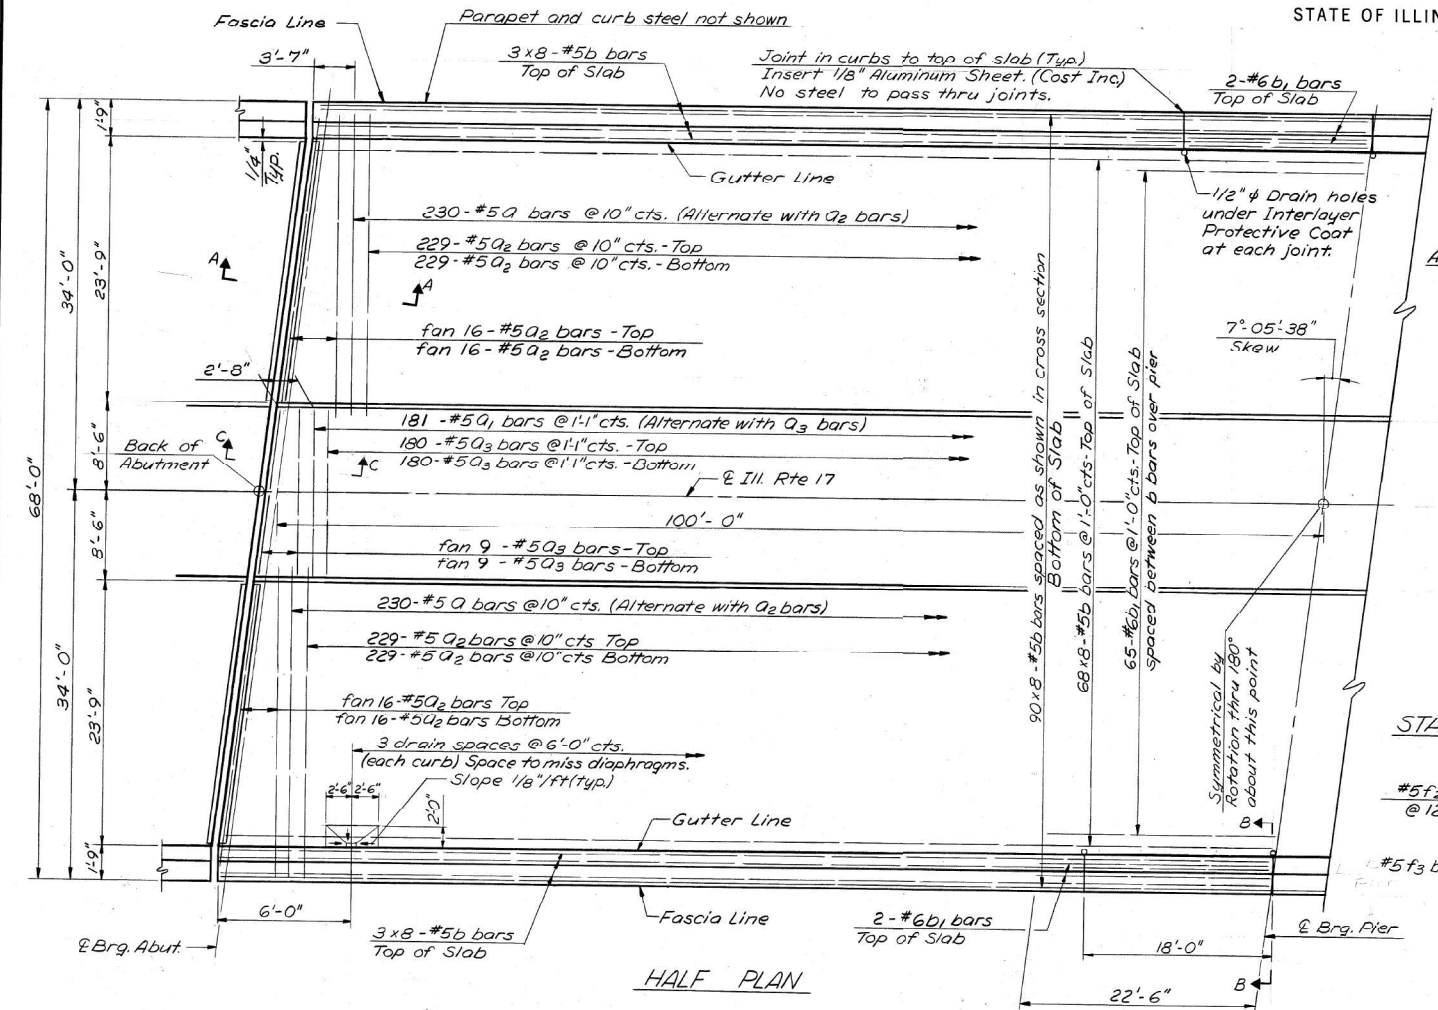 STATE OF ILLIN
Fascia Line
Parapet and curb steel not shown
3'-7"
3x8-#5b bars
Top of Slab
Joint in curbs to top of slab (Typ.)
Insert 1/8" Aluminum Sheet. (Cost Inc.)
No steel to pass thru joints.
2-#6b₁ bars
Top of Slab
1'-9"
1/4"
Typ.
Gutter Line
1/2" ϕ Drain holes
under Interlayer
Protective Coat
at each joint.
230-#5a bars @ 10" cts. (Alternate with a₂ bars)
229-#5a₂ bars @ 10" cts.-Top
229-#5a₂ bars @ 10" cts.-Bottom
A
A
A
34'-0"
23'-9"
fan 16-#5a₂ bars -Top
fan 16-#5a₂ bars -Bottom
7°-05'-38"
Skew
2'-8"
181 -#5a₁ bars @ 1'-1" cts. (Alternate with a₃ bars)
180 -#5a₃ bars @ 1'-1" cts. -Top
180-#5a₃ bars @ 1'1" cts. -Bottom
Back of
Abutment
C
C
8'-6"
68'-0"
℄ Ill. Rte 17
100'- 0"
8'-6"
fan 9 -#5a₃ bars-Top
fan 9 -#5a₃ bars-Bottom
90x8-#5b bars spaced as shown in cross section
Bottom of Slab
68x8-#5b bars @ 1'-0" cts-Top of Slab
65-#6b₁ bars @ 1'-0" cts.-Top of Slab
spaced between b bars over pier
230-#5 a bars @ 10" cts. (Alternate with a₂ bars)
229-#5 a₂ bars @ 10" cts Top
229-#5 a₂ bars @ 10" cts Bottom
34'-0"
23'-9"
fan 16-#5a₂ bars Top
fan 16-#5a₂ bars Bottom
3 drain spaces @ 6'-0" cts.
(each curb) Space to miss diaphragms.
Slope 1/8"/ft (typ.)
2'-6" 2'-6"
2'-0"
Symmetrical by
Rotation thru 180°
about this point
STA
#5f₂
@ 12
#5f₃ b
B
Gutter Line
1'-9"
6'-0"
Fascia Line
2-#6b₁ bars
Top of Slab
3x8-#5b bars
Top of Slab
℄ Brg. Abut.
℄ Brg. Pier
18'-0"
B
22'-6"
HALF PLAN